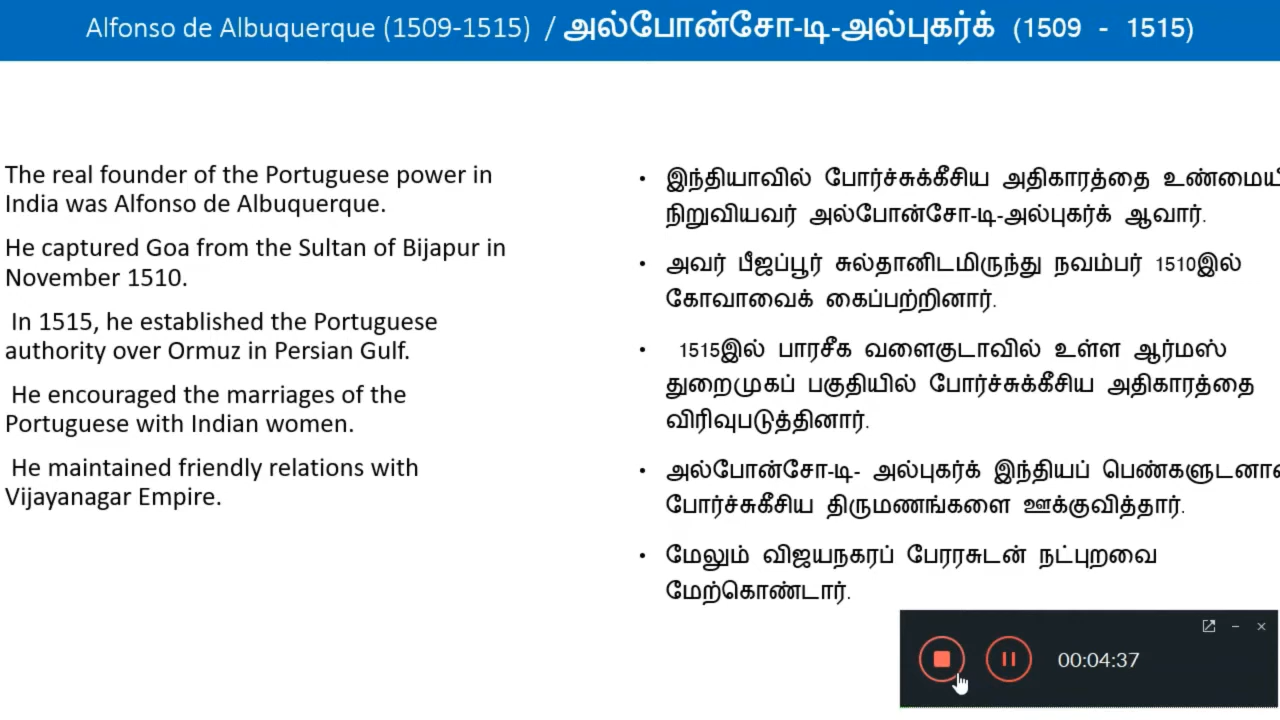 Alfonso de Albuquerque (1509-1515) / அல்போன்சோ-டி-அல்புகர்க் (1509 - 1515)
The real founder of the Portuguese power in
India was Alfonso de Albuquerque.
He captured Goa from the Sultan of Bijapur in
November 1510.
In 1515, he established the Portuguese
authority over Ormuz in Persian Gulf.
He encouraged the marriages of the
Portuguese with Indian women.
He maintained friendly relations with
Vijayanagar Empire.
• இந்தியாவில் போர்ச்சுக்கீசிய அதிகாரத்தை
நிறுவியவர் அல்போன்சோ-டி-அல்புகர்க் ஆவார்.
• அவர் பீஜப்பூர் சுல்தானிடமிருந்து நவம்பர் 1510இல்
கோவாவைக் கைப்பற்றினார்.
• 1515இல் பாரசீக வளைகுடாவில் உள்ள ஆர்மஸ்
துறைமுகப் பகுதியில் போர்ச்சுக்கீசிய அதிகாரத்தை
விரிவுபடுத்தினார்.
• அல்போன்சோ-டி- அல்புகர்க் இந்தியப்
போர்ச்சுகீசிய திருமணங்களை ஊக்குவித்தார்.
• மேலும் விஜயநகரப் பேரரசுடன் நட்புறவை
மேற்கொண்டார்.
00:04:37